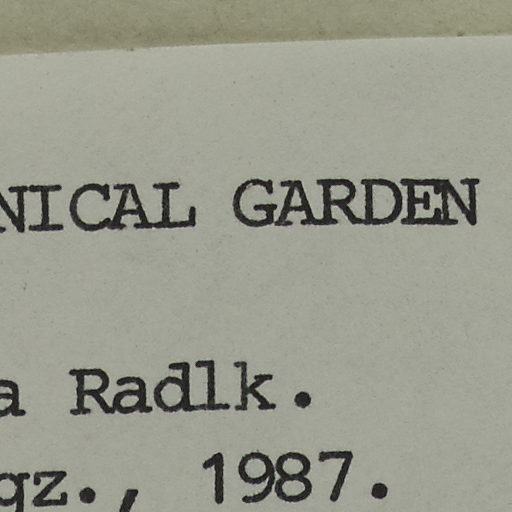 NICAL GARDEN
a Radlk.
gz., 1987.